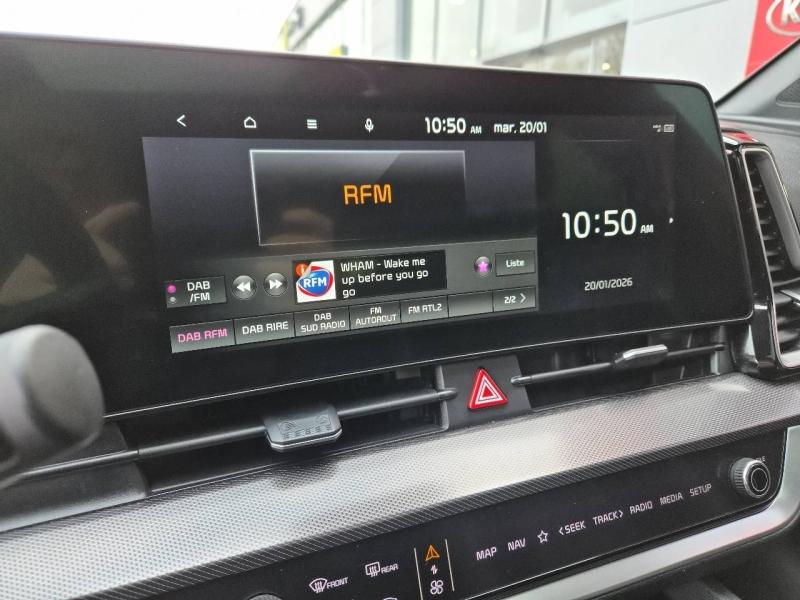 K
10:50 AM mar. 20/01
RFM
10:50 AM
20/01/2026
WHAM - Wake me
up before you go
go
RFM
Liste
DAB
/FM
2/2 >
DAB RFM
DAB RIRE
DAB
SUD RADIO
FM
AUTOROUT
FM RTL2
MAP
NAV
<SEEK
TRACK>
RADIO
MEDIA
SETUP
FRONT
REAR